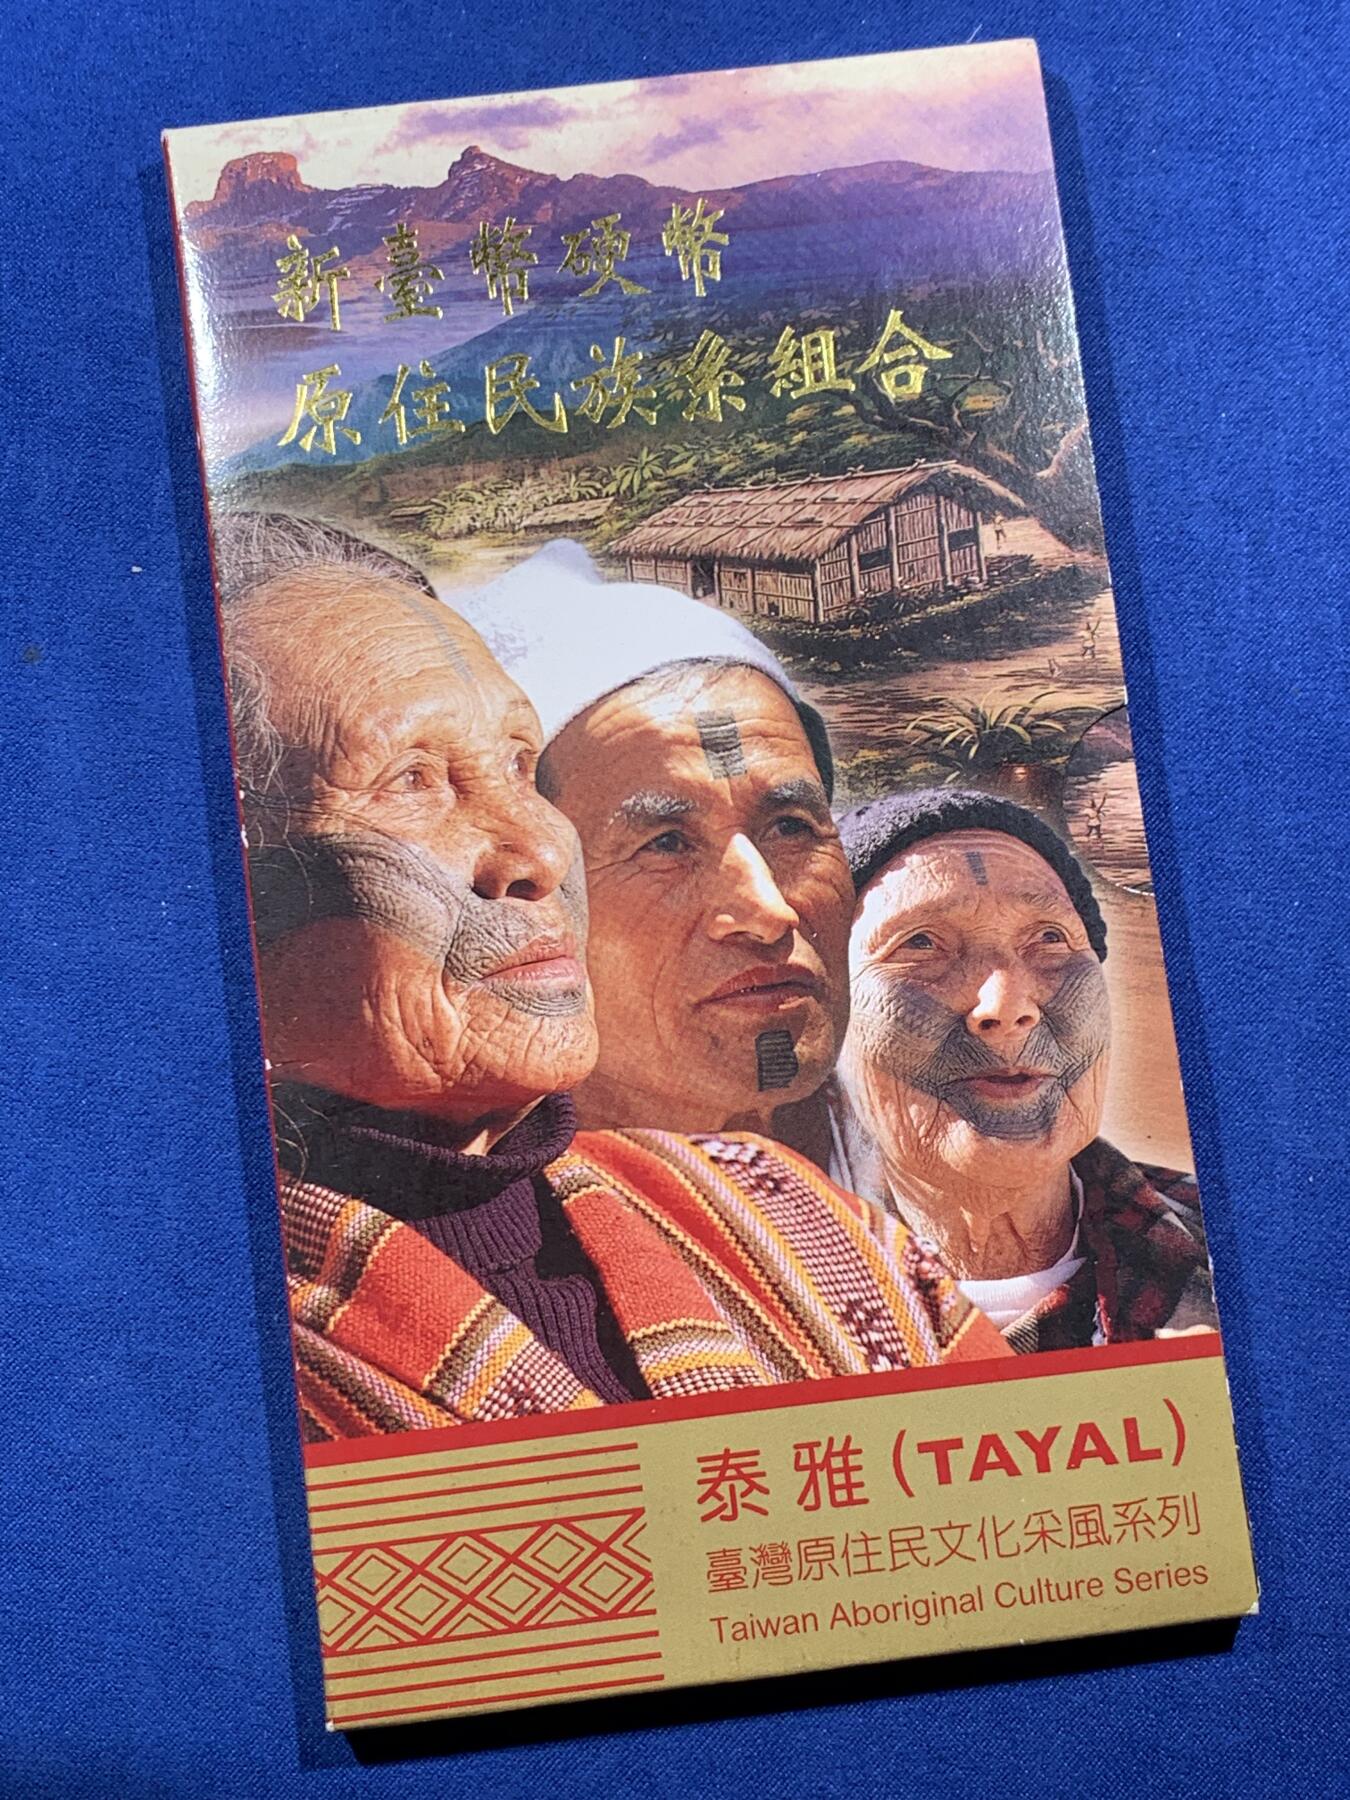 新臺幣硬幣
原住民族系組合
泰雅(TAYAL)
臺灣原住民文化采風系列
Taiwan Aboriginal Culture Series